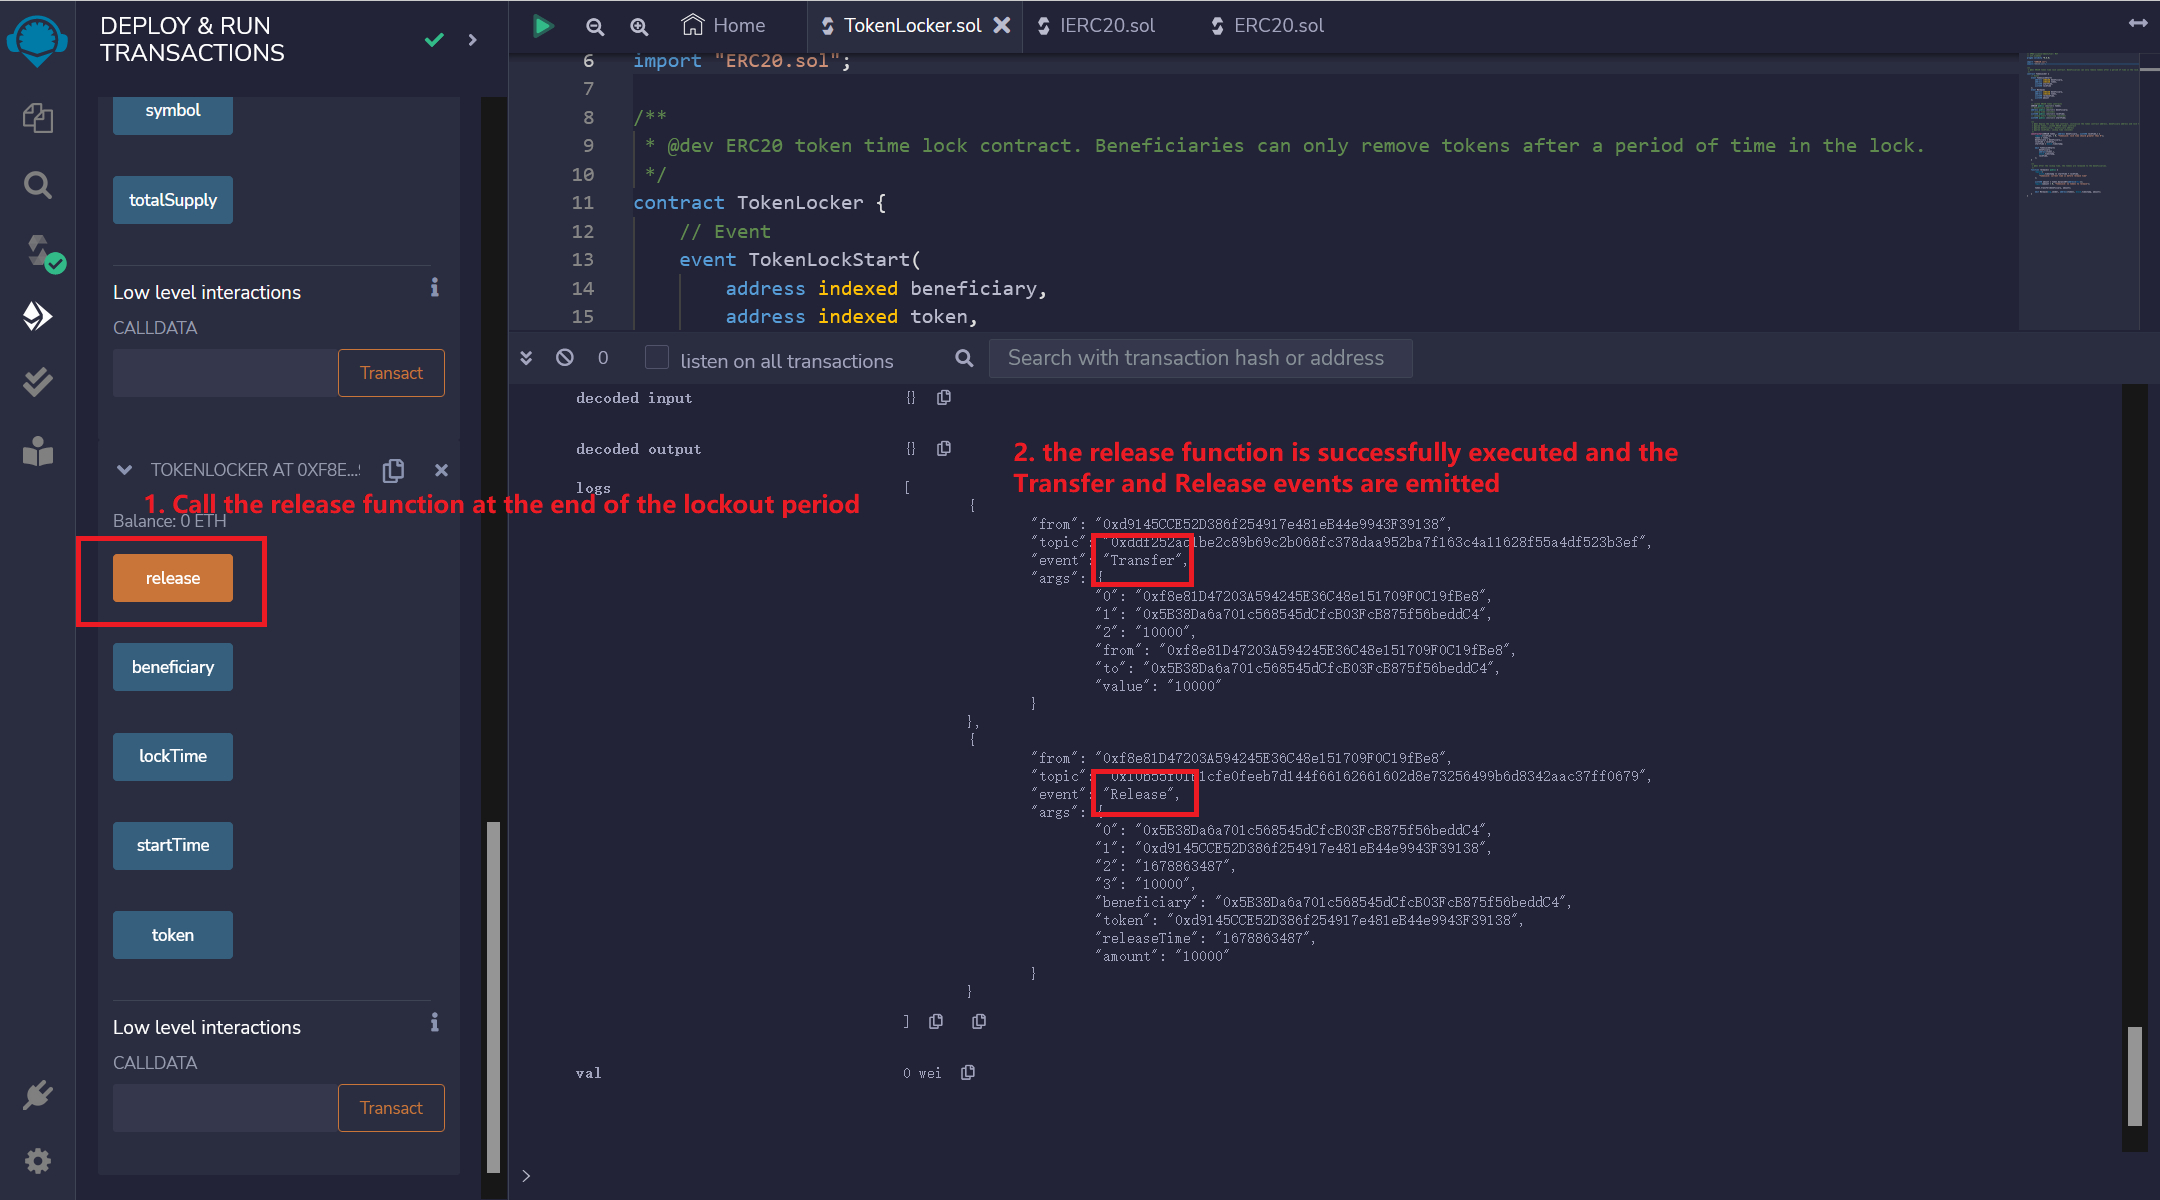 DEPLOY & RUN
TRANSACTIONS
symbol
totalSupply
Low level interactions
CALLDATA
Transact
TOKENLOCKER AT 0XF8E...
1. Call the release function at the end of the lockout period
Balance: 0 ETH
release
beneficiary
lockTime
startTime
token
Low level interactions
CALLDATA
Transact
Home
TokenLocker.sol
IERC20.sol
ERC20.sol
6 import "ERC20.sol";
7
8 /**
9 * @dev ERC20 token time lock contract. Beneficiaries can only remove tokens after a period of time in the lock.
10 */
11 contract TokenLocker {
12 // Event
13 event TokenLockStart(
14 address indexed beneficiary,
15 address indexed token,
0
listen on all transactions
Search with transaction hash or address
decoded input {}
decoded output {}
2. the release function is successfully executed and the
Transfer and Release events are emitted
logs [
{
"from": "0xd9145CCE52D386f254917e481eB44e9943F39138",
"topic": "0xddf252ad1be2c89b69c2b068fc378daa952ba7f163c4a11628f55a4df523b3ef",
"event": "Transfer",
"args": {
"0": "0xf8e81D47203A594245E36C48e151709F0C19fBe8",
"1": "0x5B38Da6a701c568545dCfcB03FcB875f56beddC4",
"2": "10000",
"from": "0xf8e81D47203A594245E36C48e151709F0C19fBe8",
"to": "0x5B38Da6a701c568545dCfcB03FcB875f56beddC4",
"value": "10000"
}
},
{
"from": "0xf8e81D47203A594245E36C48e151709F0C19fBe8",
"topic":
"event": "Release",
"args": {
"0": "0x5B38Da6a701c568545dCfcB03FcB875f56beddC4",
"1": "0xd9145CCE52D386f254917e481eB44e9943F39138",
"2": "1678863487",
"3": "10000",
"beneficiary": "0x5B38Da6a701c568545dCfcB03FcB875f56beddC4",
"token": "0xd9145CCE52D386f254917e481eB44e9943F39138",
"releaseTime": "1678863487",
"amount": "10000"
}
}
]
val 0 wei